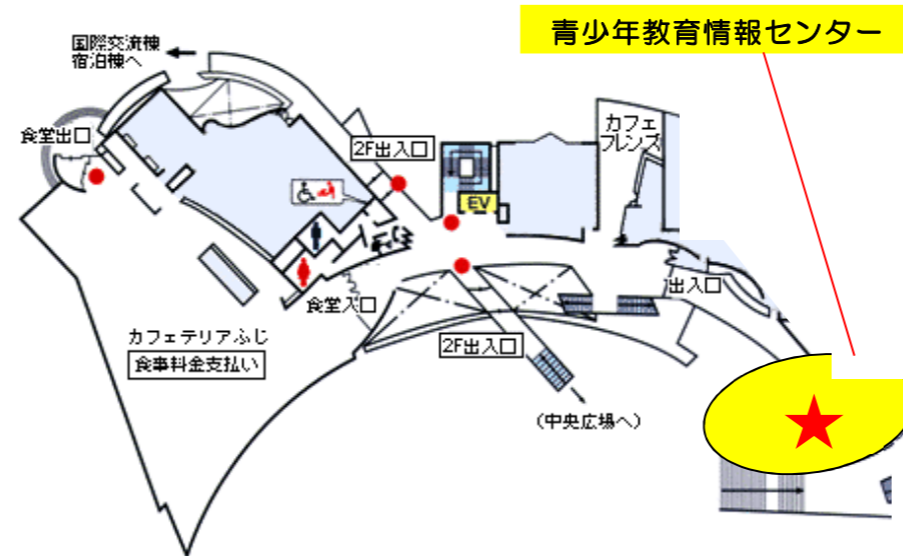 青少年教育情報センター
国際交流棟
宿泊棟へ
食堂出口
2F出入口
カフェ
フレンズ
EV
出入口
食堂入口
カフェテリアふじ
食事料金支払い
2F出入口
(中央広場へ)